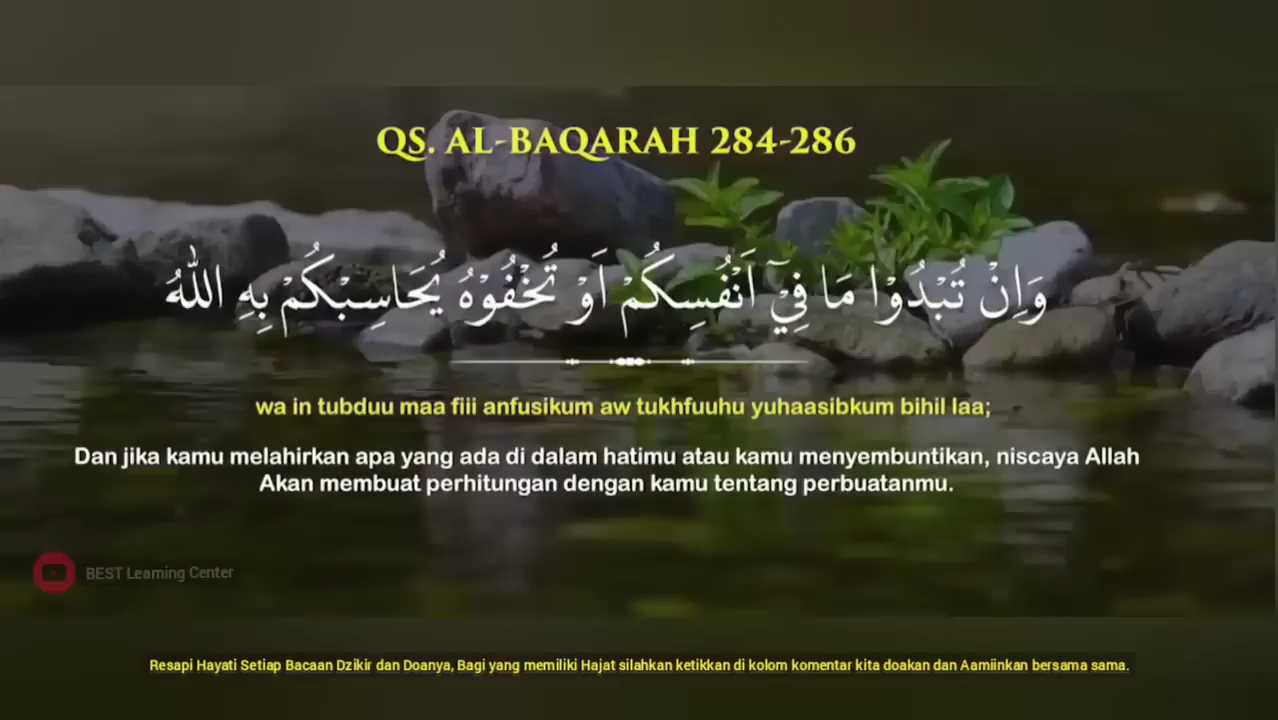 QS. AL-BAQARAH 284-286
وَاِنْ تُبْدُوْا مَا فِيْٓ اَنْفُسِكُمْ اَوْ تُخْفُوْهُ يُحَاسِبْكُمْ بِهِ اللّٰهُ
wa in tubduu maa fiii anfusikum aw tukhfuuhu yuhaasibkum bihil laa;
Dan jika kamu melahirkan apa yang ada di dalam hatimu atau kamu menyembuntikan, niscaya Allah
Akan membuat perhitungan dengan kamu tentang perbuatanmu.
BEST Learning Center
Resapi Hayati Setiap Bacaan Dzikir dan Doanya, Bagi yang memiliki Hajat silahkan ketikkan di kolom komentar kita doakan dan Aamiinkan bersama sama.